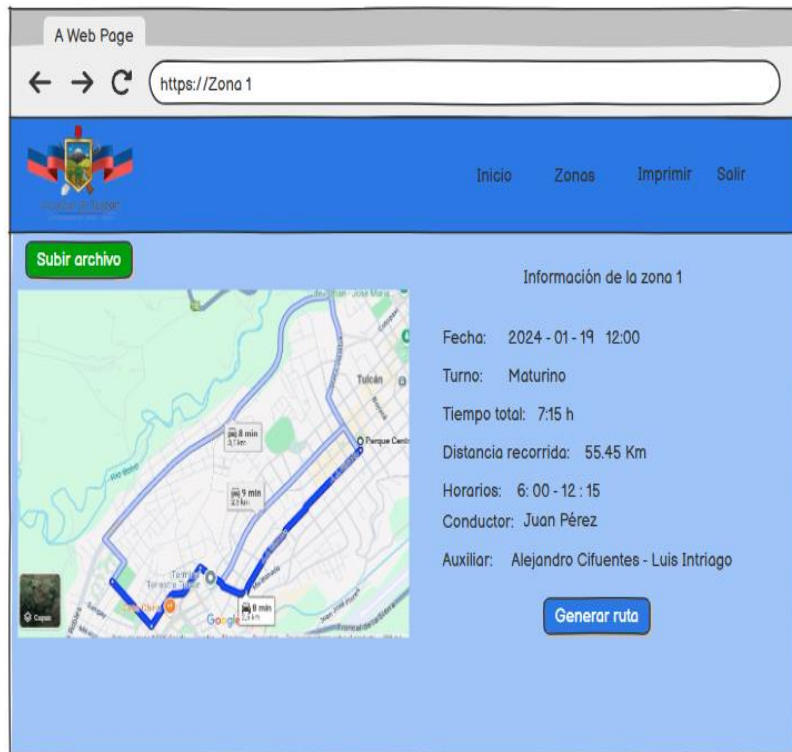 A Web Page
https://Zona 1
Inicio Zonas Imprimir Salir
Subir archivo
Información de la zona 1
Fecha: 2024 - 01 - 19 12:00
Turno: Maturino
Tiempo total: 7:15 h
Distancia recorrida: 55.45 Km
Horarios: 6: 00 - 12 : 15
Conductor: Juan Pérez
Auxiliar: Alejandro Cifuentes - Luis Intriago
Generar ruta
Tulcán
8 min
Parque Centr
9 min
Terrestre
8 min
Google
Capas